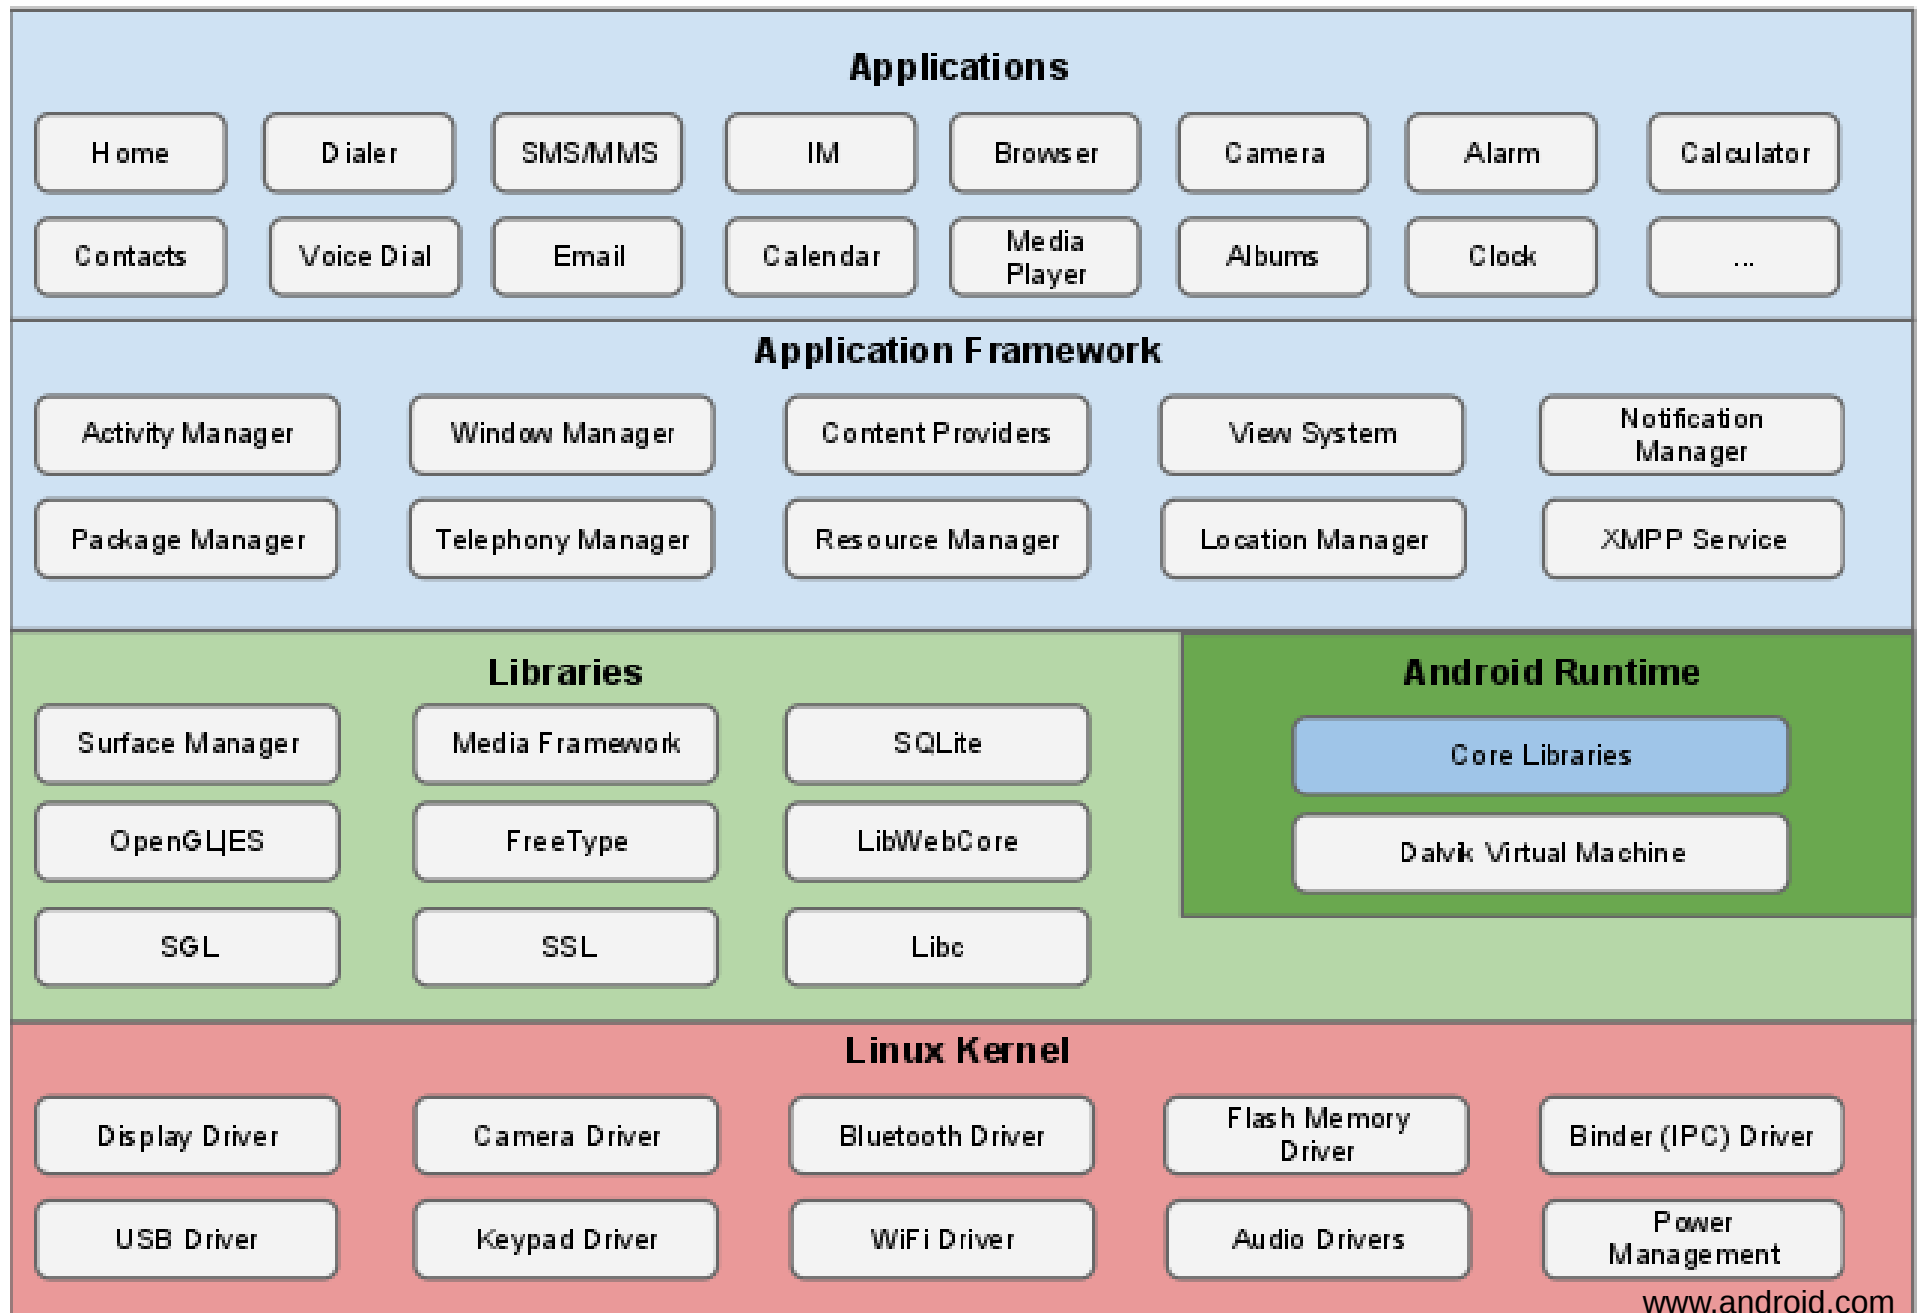 Applications
Home Dialer SMS/MMS IM Browser Camera Alarm Calculator
Contacts Voice Dial Email Calendar Media Player Albums Clock ...
Application Framework
Activity Manager Window Manager Content Providers View System Notification Manager
Package Manager Telephony Manager Resource Manager Location Manager XMPP Service
Libraries
Surface Manager Media Framework SQLite
OpenGL|ES FreeType LibWebCore
SGL SSL Libc
Android Runtime
Core Libraries
Dalvik Virtual Machine
Linux Kernel
Display Driver Camera Driver Bluetooth Driver Flash Memory Driver Binder (IPC) Driver
USB Driver Keypad Driver WiFi Driver Audio Drivers Power Management
www.android.com